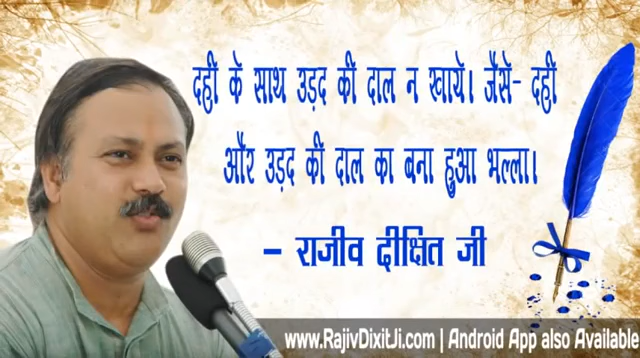 दही के साथ उड़द की दाल न खायें। जैसे- दही
और उड़द की दाल का बना हुआ भल्ला।
– राजीव दीक्षित जी
www.RajivDixitJi.com | Android App also Available